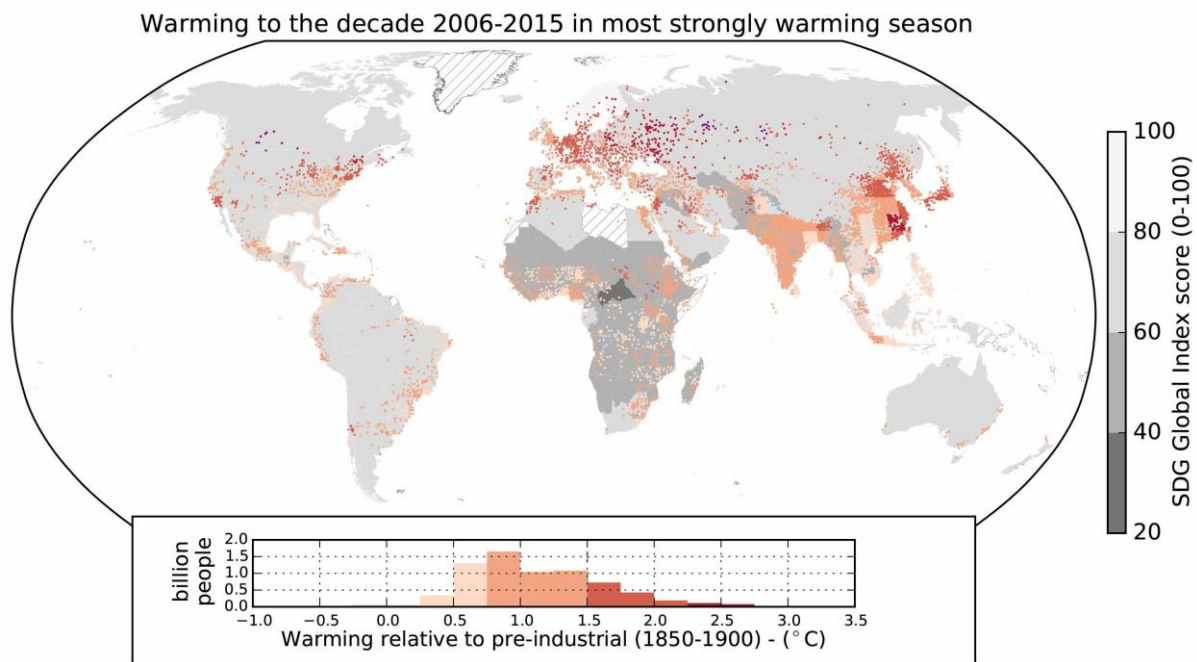 Warming to the decade 2006-2015 in most strongly warming season
100
80
60
40
20
SDG Global Index score (0-100)
billion
people
2.0
1.5
1.0
0.5
0.0
−1.0 −0.5 0.0 0.5 1.0 1.5 2.0 2.5 3.0 3.5
Warming relative to pre-industrial (1850-1900) - (°C)